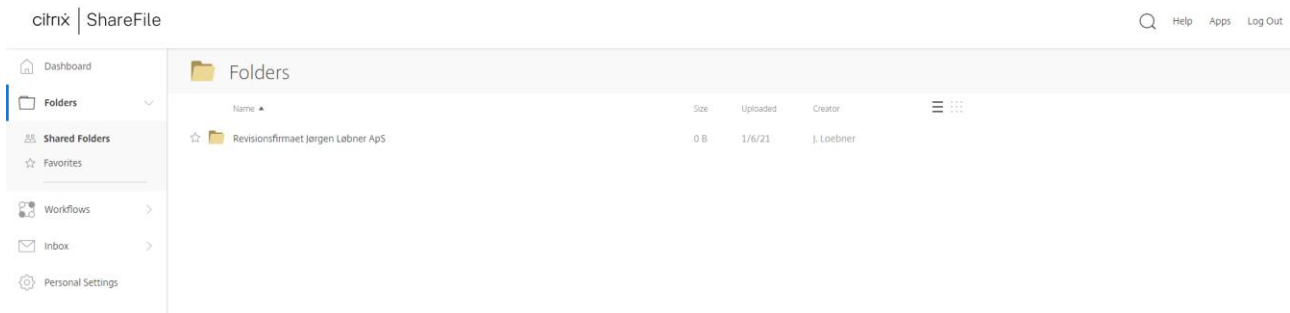 citrix | ShareFile
Help Apps Log Out
Dashboard
Folders
Shared Folders
Favorites
Workflows
Inbox
Personal Settings
Folders
Name Size Uploaded Creator
Revisionsfirmaet Jørgen Løbner ApS 0 B 1/6/21 J. Loebner